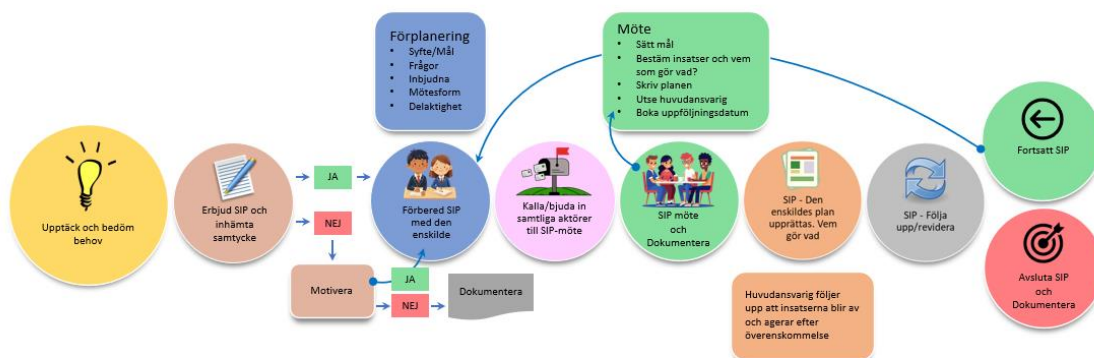 Förplanering
• Syfte/Mål
• Frågor
• Inbjudna
• Mötesform
• Delaktighet
Möte
• Sätt mål
• Bestäm insatser och vem
som gör vad?
• Skriv planen
• Utse huvudansvarig
• Boka uppföljningsdatum
Upptäck och bedöm
behov
Erbjud SIP och
inhämta
samtycke
JA
NEJ
Motivera
JA
NEJ
Dokumentera
Förbered SIP
med den
enskilde
Kalla/bjuda in
samtliga aktörer
till SIP-möte
SIP möte
och
Dokumentera
SIP - Den
enskildes plan
upprättas. Vem
gör vad
Huvudansvarig följer
upp att insatserna blir av
och agerar efter
överenskommelse
SIP - Följa
upp/revidera
Fortsatt SIP
Avsluta SIP
och
Dokumentera